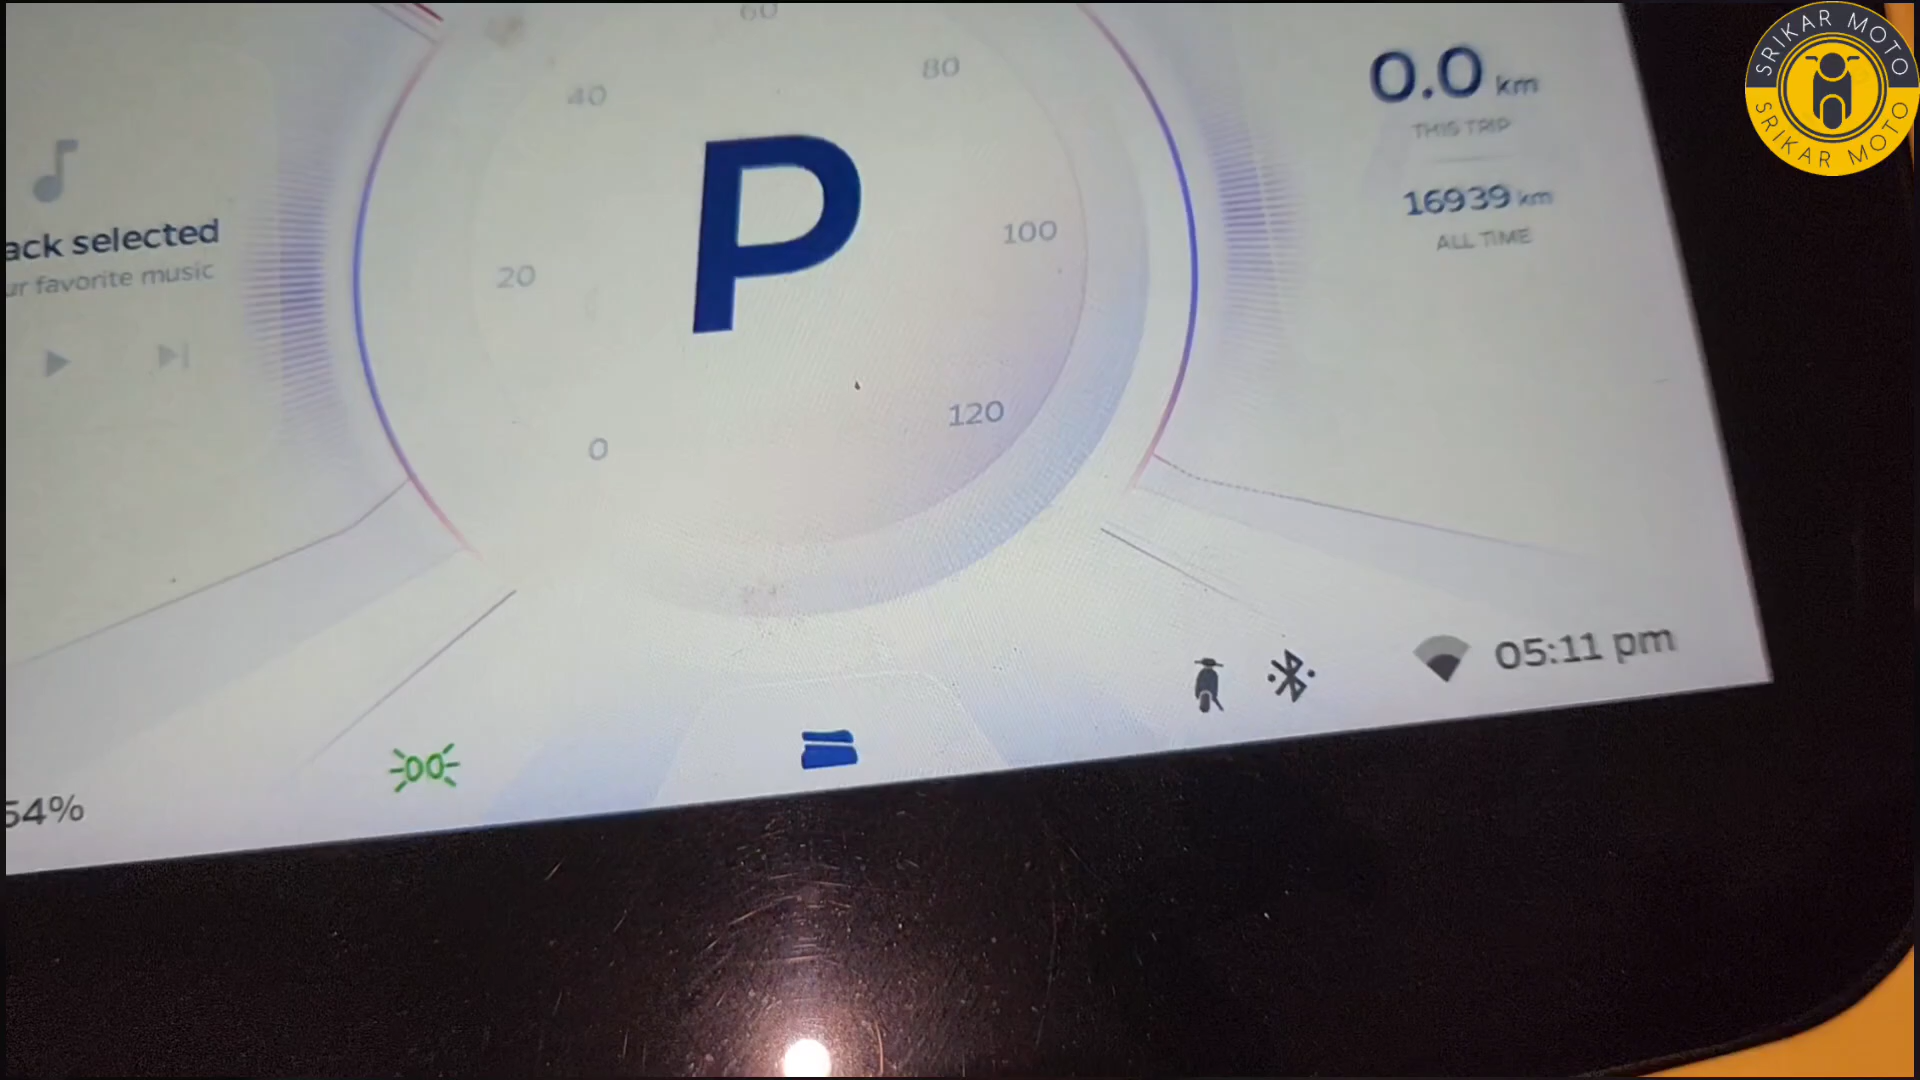 60
40
80
P
20
100
0
120
ack selected
ur favorite music
0.0 km
THIS TRIP
16939 km
ALL TIME
54%
05:11 pm
SRIKAR MOTO
SRIKAR MOTO